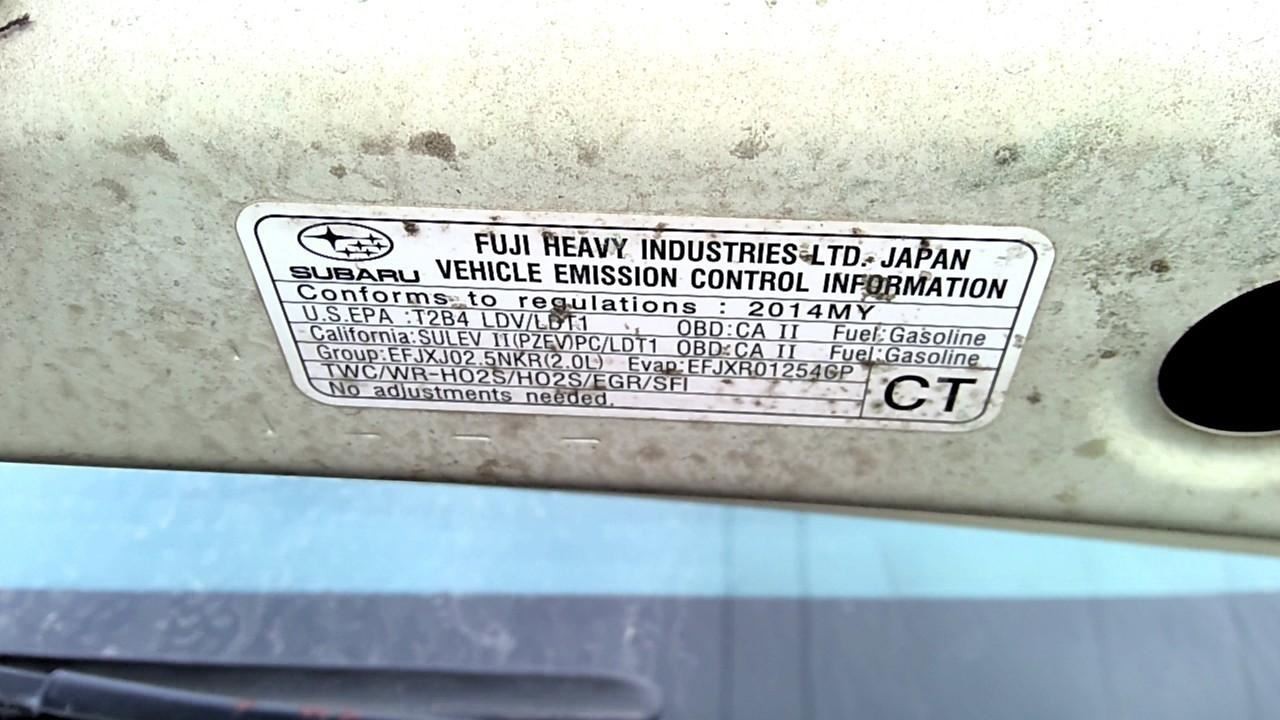 SUBARU
FUJI HEAVY INDUSTRIES LTD. JAPAN
VEHICLE EMISSION CONTROL INFORMATION
Conforms to regulations : 2014MY
U.S.EPA :T2B4 LDV/LDT1 OBD:CA II Fuel:Gasoline
California:SULEV II(PZEV)PC/LDT1 OBD:CA II Fuel:Gasoline
Group:EFJXJ02.5NKR(2.0L) Evap:EFJXR01254GP
TWC/WR-HO2S/HO2S/EGR/SFI
No adjustments needed.
CT